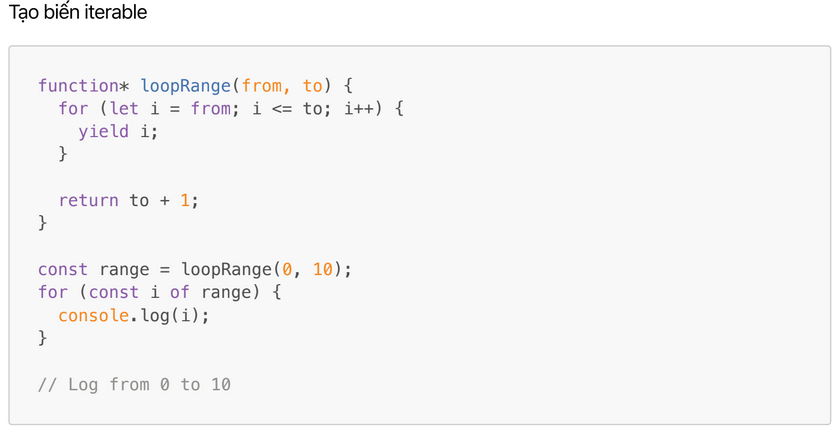 Tạo biến iterable
function* loopRange(from, to) {
  for (let i = from; i <= to; i++) {
    yield i;
  }
  return to + 1;
}
const range = loopRange(0, 10);
for (const i of range) {
  console.log(i);
}
// Log from 0 to 10